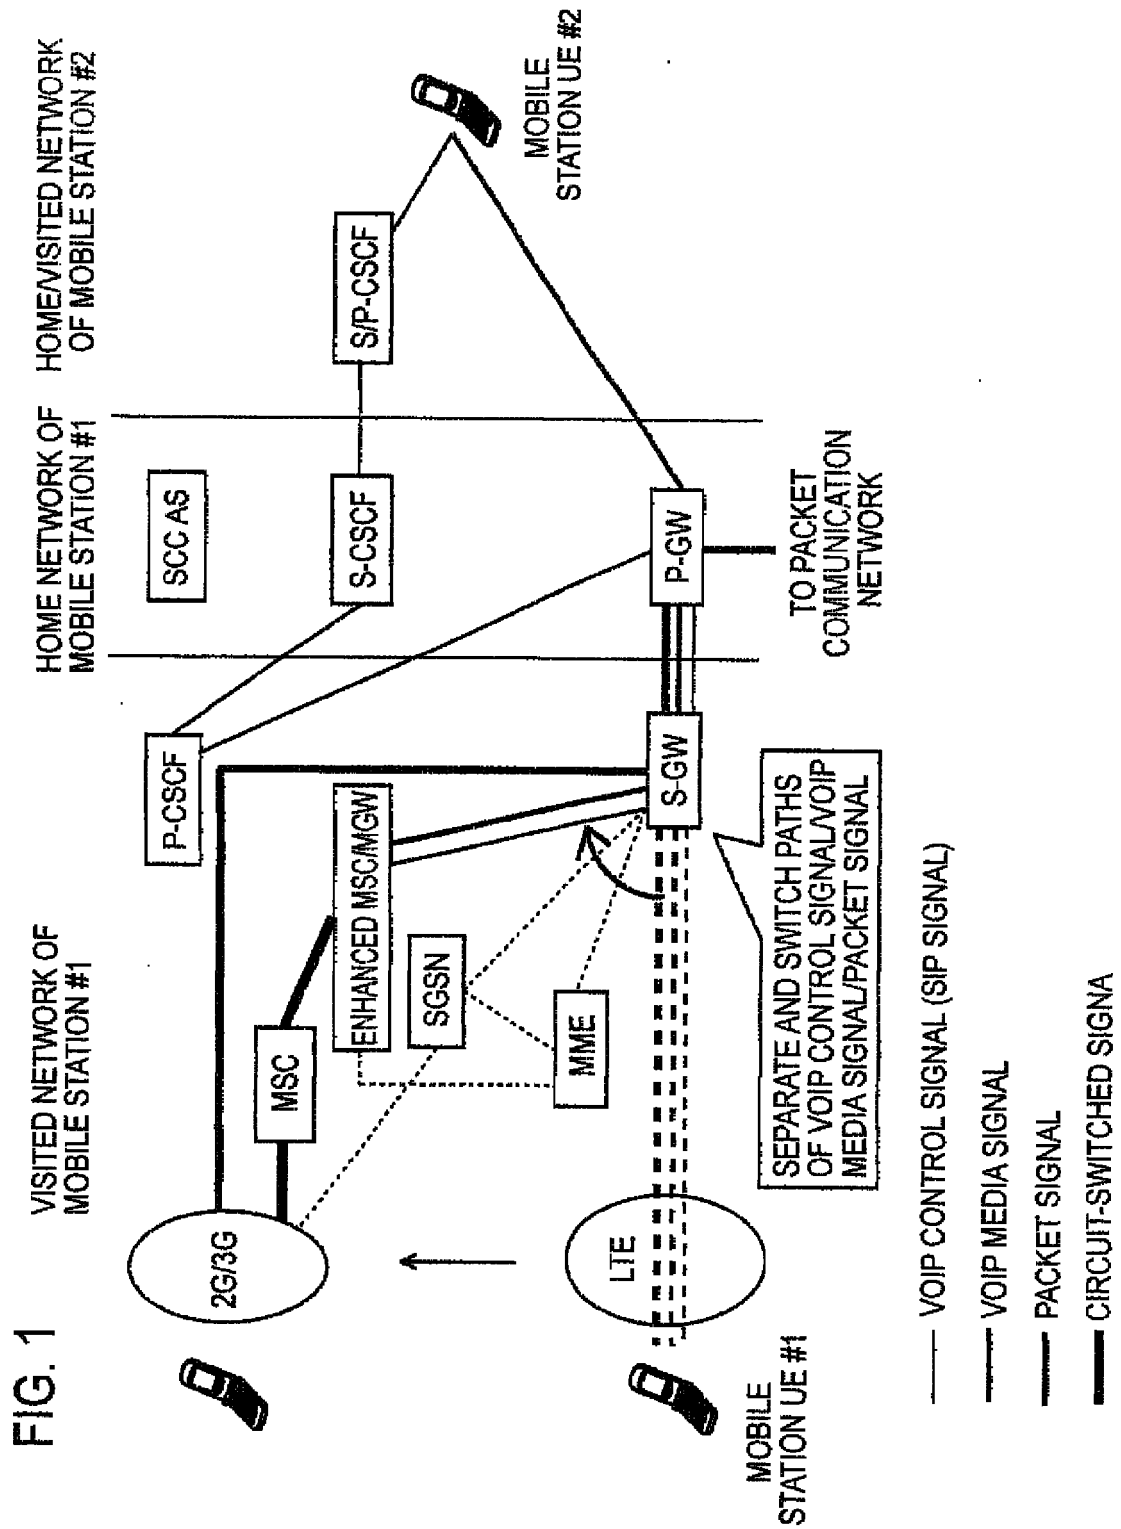 FIG. 1
VISITED NETWORK OF
MOBILE STATION #1
HOME NETWORK OF
MOBILE STATION #1
HOME/VISITED NETWORK
OF MOBILE STATION #2
2G/3G
MSC
P-CSCF
SCC AS
ENHANCED MSC/MGW
S-CSCF
S/P-CSCF
SGSN
MME
MOBILE
STATION UE #2
LTE
S-GW
P-GW
MOBILE
STATION UE #1
SEPARATE AND SWITCH PATHS
OF VOIP CONTROL SIGNAL/VOIP
MEDIA SIGNAL/PACKET SIGNAL
TO PACKET
COMMUNICATION
NETWORK
VOIP CONTROL SIGNAL (SIP SIGNAL)
VOIP MEDIA SIGNAL
PACKET SIGNAL
CIRCUIT-SWITCHED SIGNA